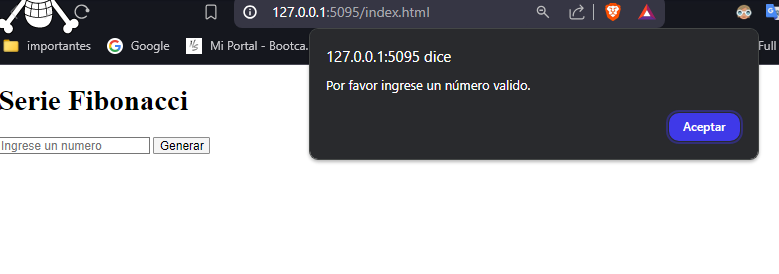 127.0.0.1:5095/index.html
importantes
Google
Mi Portal - Bootca
Full
127.0.0.1:5095 dice
Por favor ingrese un número valido.
Aceptar
Serie Fibonacci
Ingrese un numero
Generar